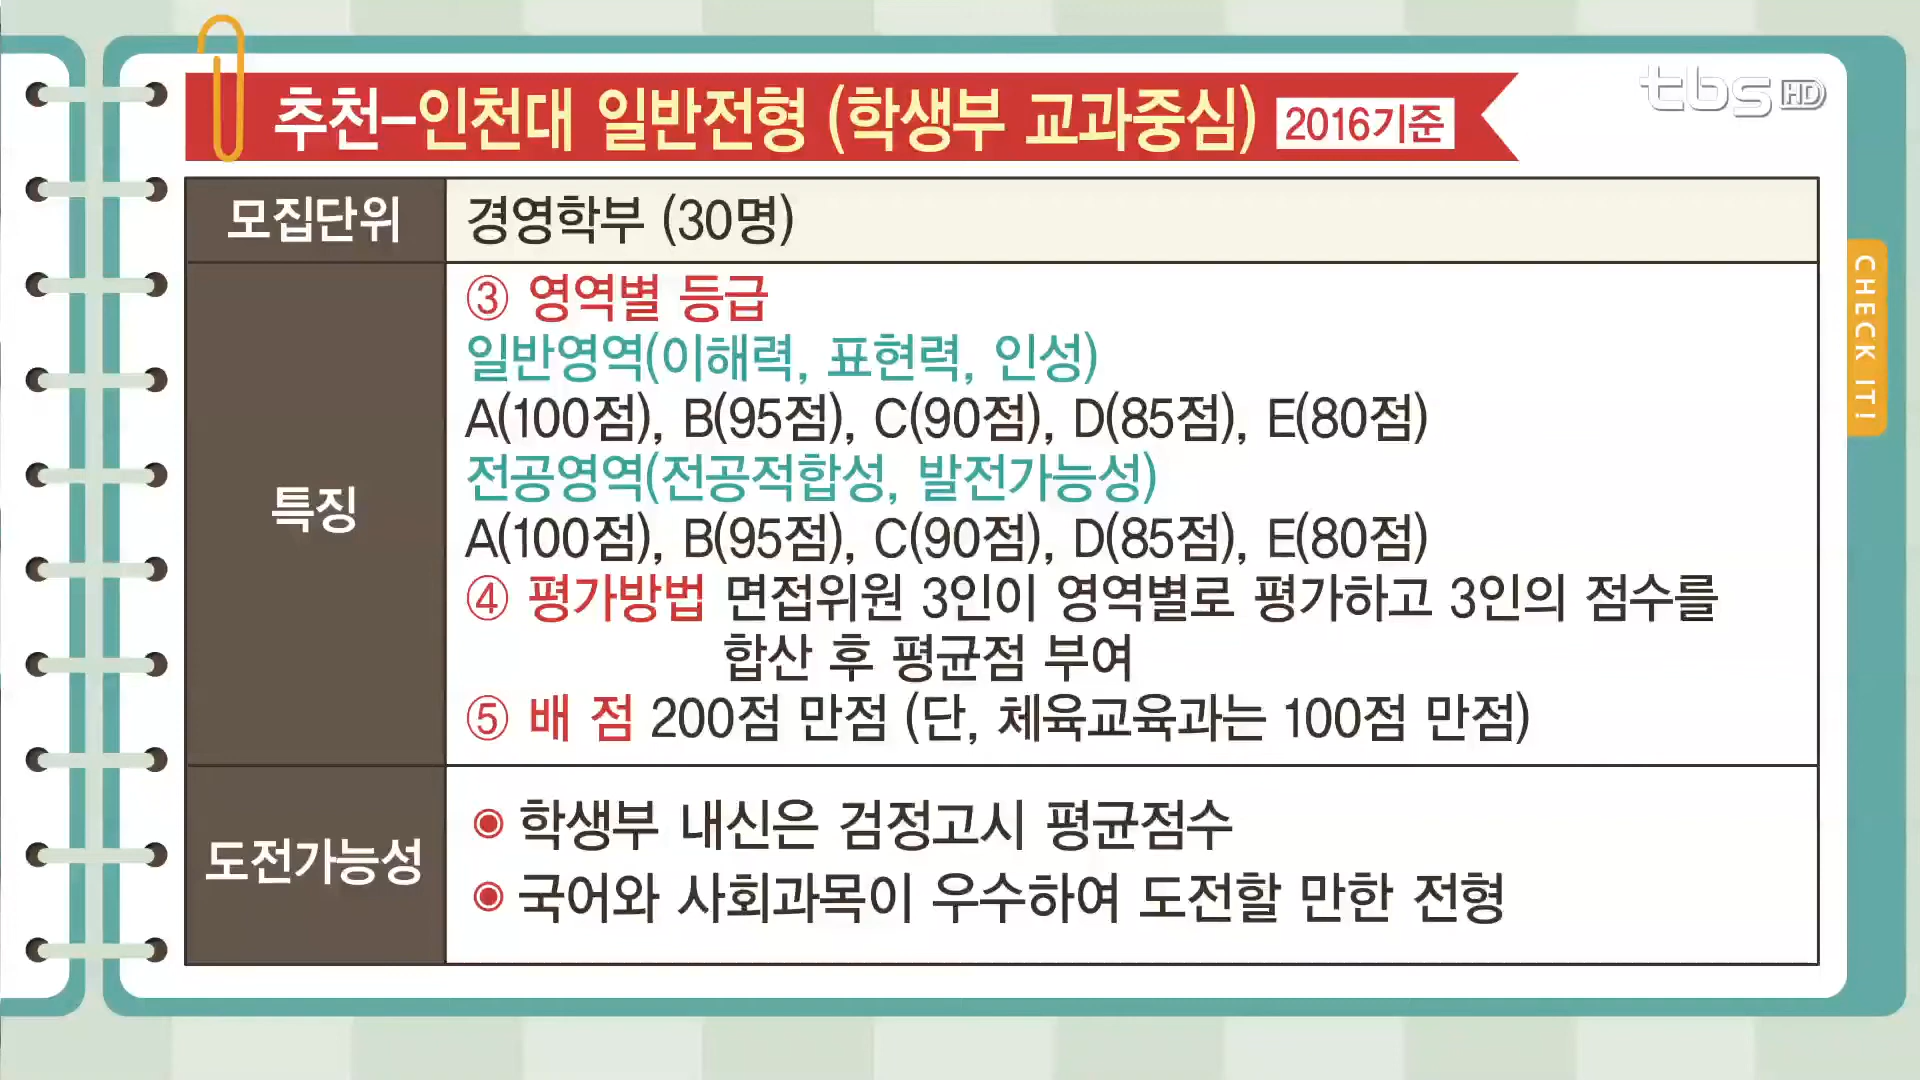 추천-인천대 일반전형 (학생부 교과중심) 2016기준
tbs HD
모집단위
경영학부 (30명)
특징
③ 영역별 등급
일반영역(이해력, 표현력, 인성)
A(100점), B(95점), C(90점), D(85점), E(80점)
전공영역(전공적합성, 발전가능성)
A(100점), B(95점), C(90점), D(85점), E(80점)
④ 평가방법 면접위원 3인이 영역별로 평가하고 3인의 점수를
합산 후 평균점 부여
⑤ 배 점 200점 만점 (단, 체육교육과는 100점 만점)
도전가능성
◉ 학생부 내신은 검정고시 평균점수
◉ 국어와 사회과목이 우수하여 도전할 만한 전형
CHECK IT!